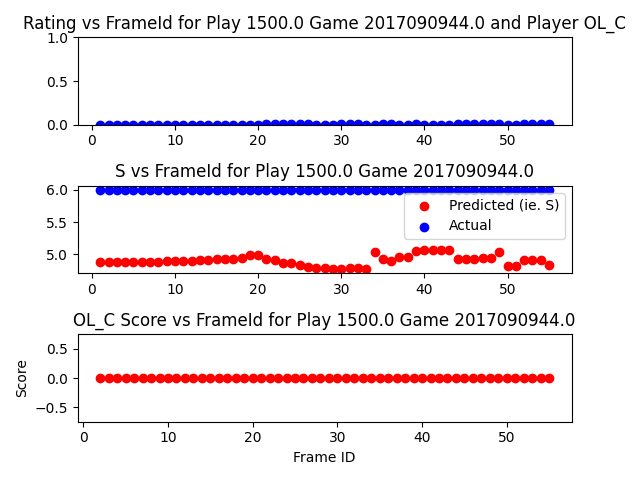 Rating vs FrameId for Play 1500.0 Game 2017090944.0 and Player OL_C
1.0
0.5
0.0
0 10 20 30 40 50
S vs FrameId for Play 1500.0 Game 2017090944.0
6.0
5.5
5.0
Predicted (ie. S)
Actual
0 10 20 30 40 50
OL_C Score vs FrameId for Play 1500.0 Game 2017090944.0
Score
0.5
0.0
−0.5
0 10 20 30 40 50
Frame ID